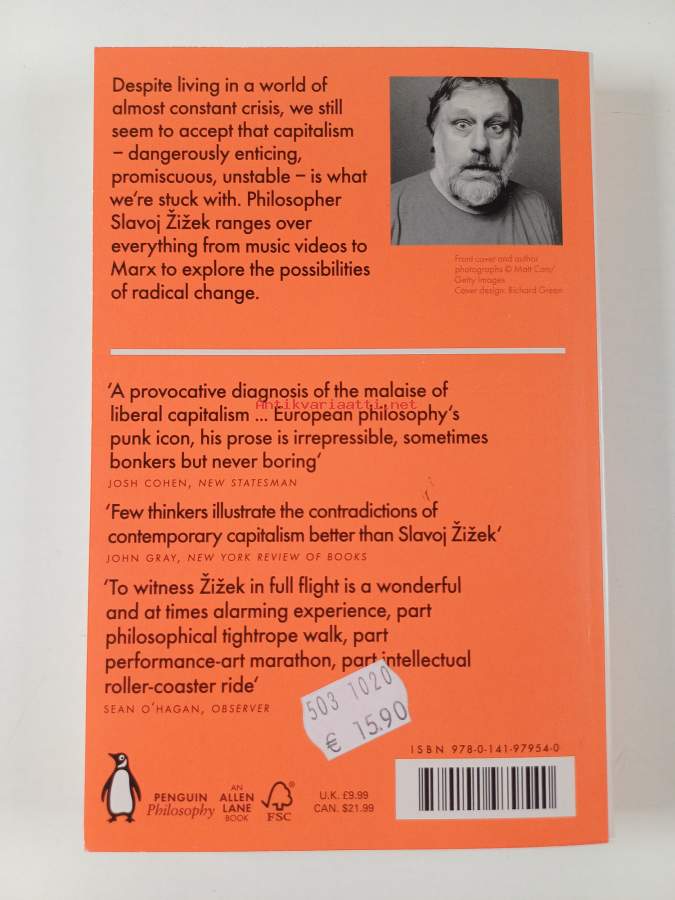 Despite living in a world of
almost constant crisis, we still
seem to accept that capitalism
– dangerously enticing,
promiscuous, unstable – is what
we're stuck with. Philosopher
Slavoj Žižek ranges over
everything from music videos to
Marx to explore the possibilities
of radical change.
Front cover and author
photographs © Matt Carr/
Getty Images
Cover design: Richard Green
'A provocative diagnosis of the malaise of
liberal capitalism ... European philosophy's
punk icon, his prose is irrepressible, sometimes
bonkers but never boring'
JOSH COHEN, NEW STATESMAN
Antikvariaatti.net
'Few thinkers illustrate the contradictions of
contemporary capitalism better than Slavoj Žižek'
JOHN GRAY, NEW YORK REVIEW OF BOOKS
'To witness Žižek in full flight is a wonderful
and at times alarming experience, part
philosophical tightrope walk, part
performance-art marathon, part intellectual
roller-coaster ride'
SEAN O'HAGAN, OBSERVER
503 1020
€ 15.90
ISBN 978-0-141-97954-0
PENGUIN
Philosophy
AN
ALLEN
LANE
BOOK
FSC
U.K. £9.99
CAN. $21.99